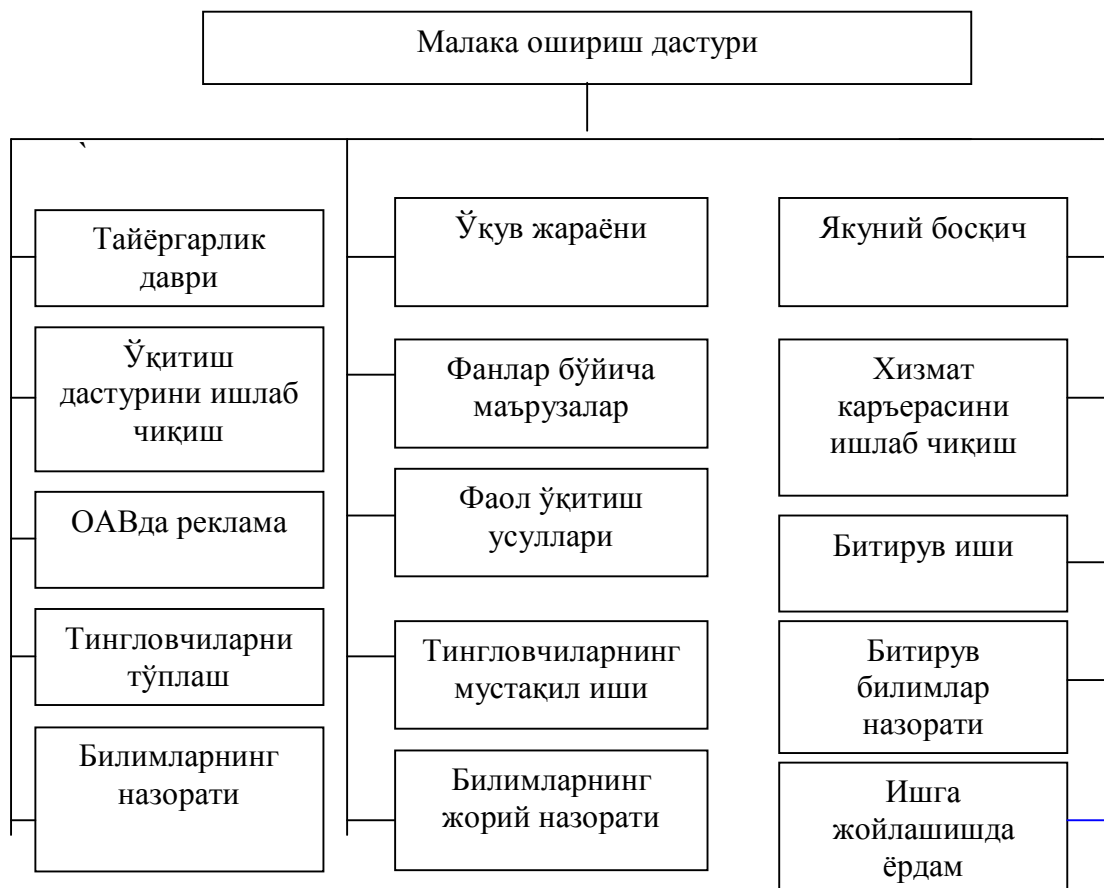 Малака ошириш дастури
`
Тайёргарлик
даври
Ўқитиш
дастурини ишлаб
чиқиш
ОАВда реклама
Тингловчиларни
тўплаш
Билимларнинг
назорати
Ўқув жараёни
Фанлар бўйича
маърузалар
Фаол ўқитиш
усуллари
Тингловчиларнинг
мустақил иши
Билимларнинг
жорий назорати
Якуний босқич
Хизмат
каръерасини
ишлаб чиқиш
Битирув иши
Битирув
билимлар
назорати
Ишга
жойлашишда
ёрдам